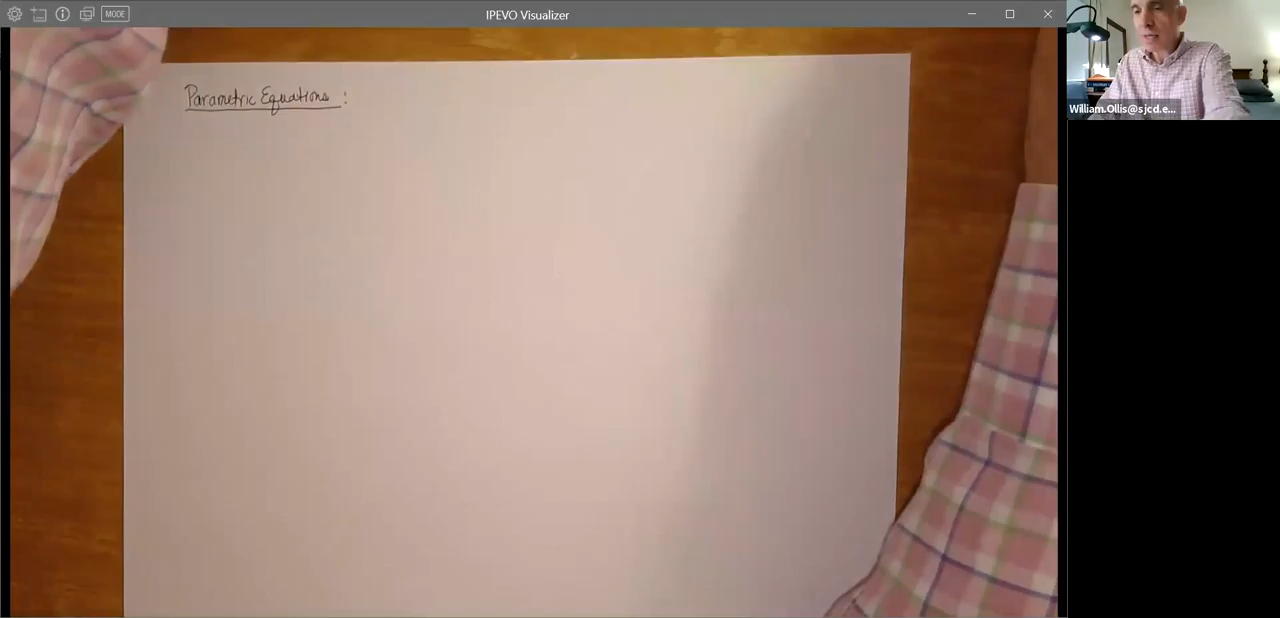 MODE
IPEVO Visualizer
Parametric Equations :
William.Ollis@sjcd.e...